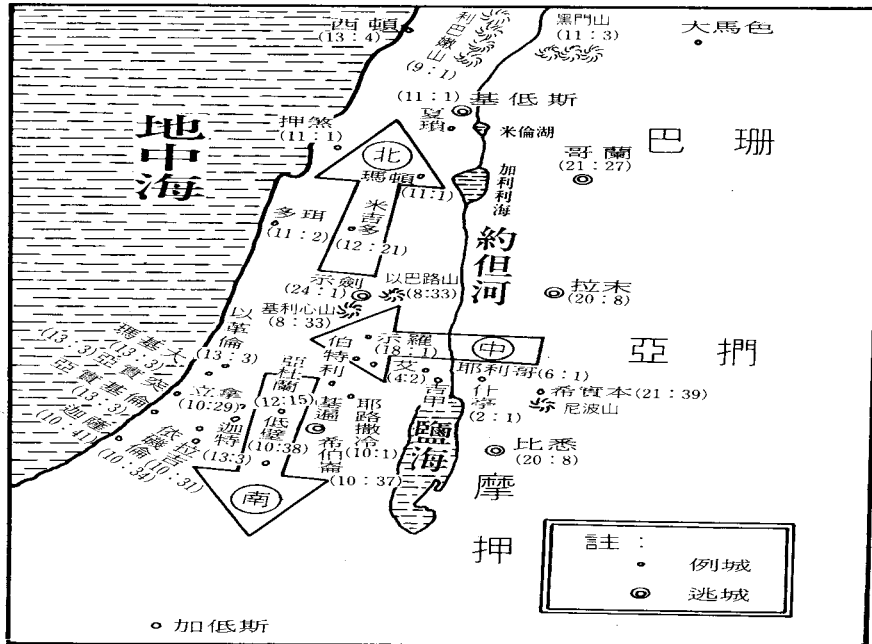 西頓
(13:4)
利巴嫩山
(9:1)
黑門山
(11:3)
大馬色
(11:1)
基低斯
夏瑣
米倫湖
押煞
(11:1)
地中海
北
瑪頓
(11:1)
加利利海
哥蘭
(21:27)
巴珊
多珥
(11:2)
米吉多
(12:21)
約但河
示劍
(24:1)
以巴路山
(8:33)
基利心山
(8:33)
拉末
(20:8)
以革倫
(13:3)
伯特利
示羅
(18:1)
中
亞捫
瑪基大
(13:3)
亞實突
(13:3)
亞實基倫
(13:3)
迦薩
(10:41)
立拿
(10:29)
亞杜蘭
(12:15)
艾
(4:2)
吉甲
耶利哥(6:1)
什亭
(2:1)
希實本(21:39)
尼波山
迦特
(13:3)
低璧
(10:38)
基遍
耶路撒冷
(10:1)
希伯崙
(10:37)
依磯倫
(10:34)
拉吉
(10:31)
鹽海
比悉
(20:8)
南
摩押
註:
例城
逃城
加低斯